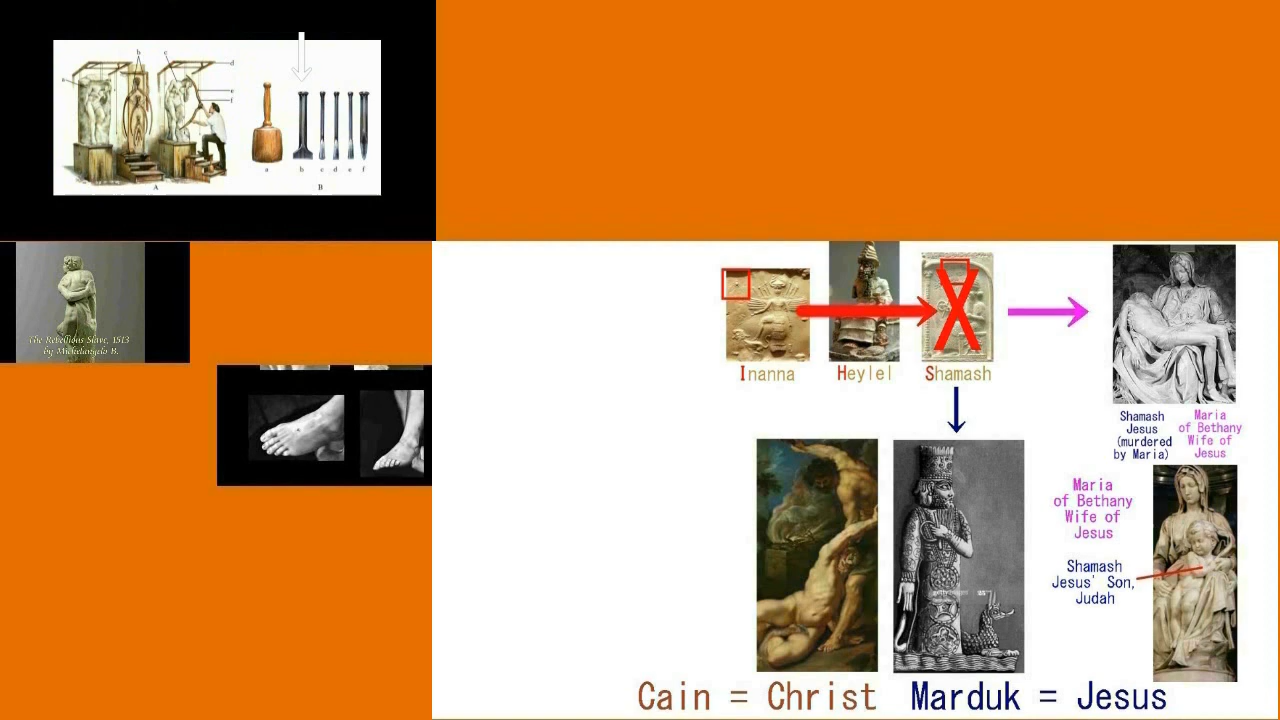 b c
a
d
e
f
a b c d e f
A B
The Rebellious Slave, 1513
by Michelangelo B.
Inanna Heylel Shamash
Shamash
Jesus
(murdered
by Maria)
Maria
of Bethany
Wife of
Jesus
Maria
of Bethany
Wife of
Jesus
Shamash
Jesus' Son,
Judah
Cain = Christ Marduk = Jesus